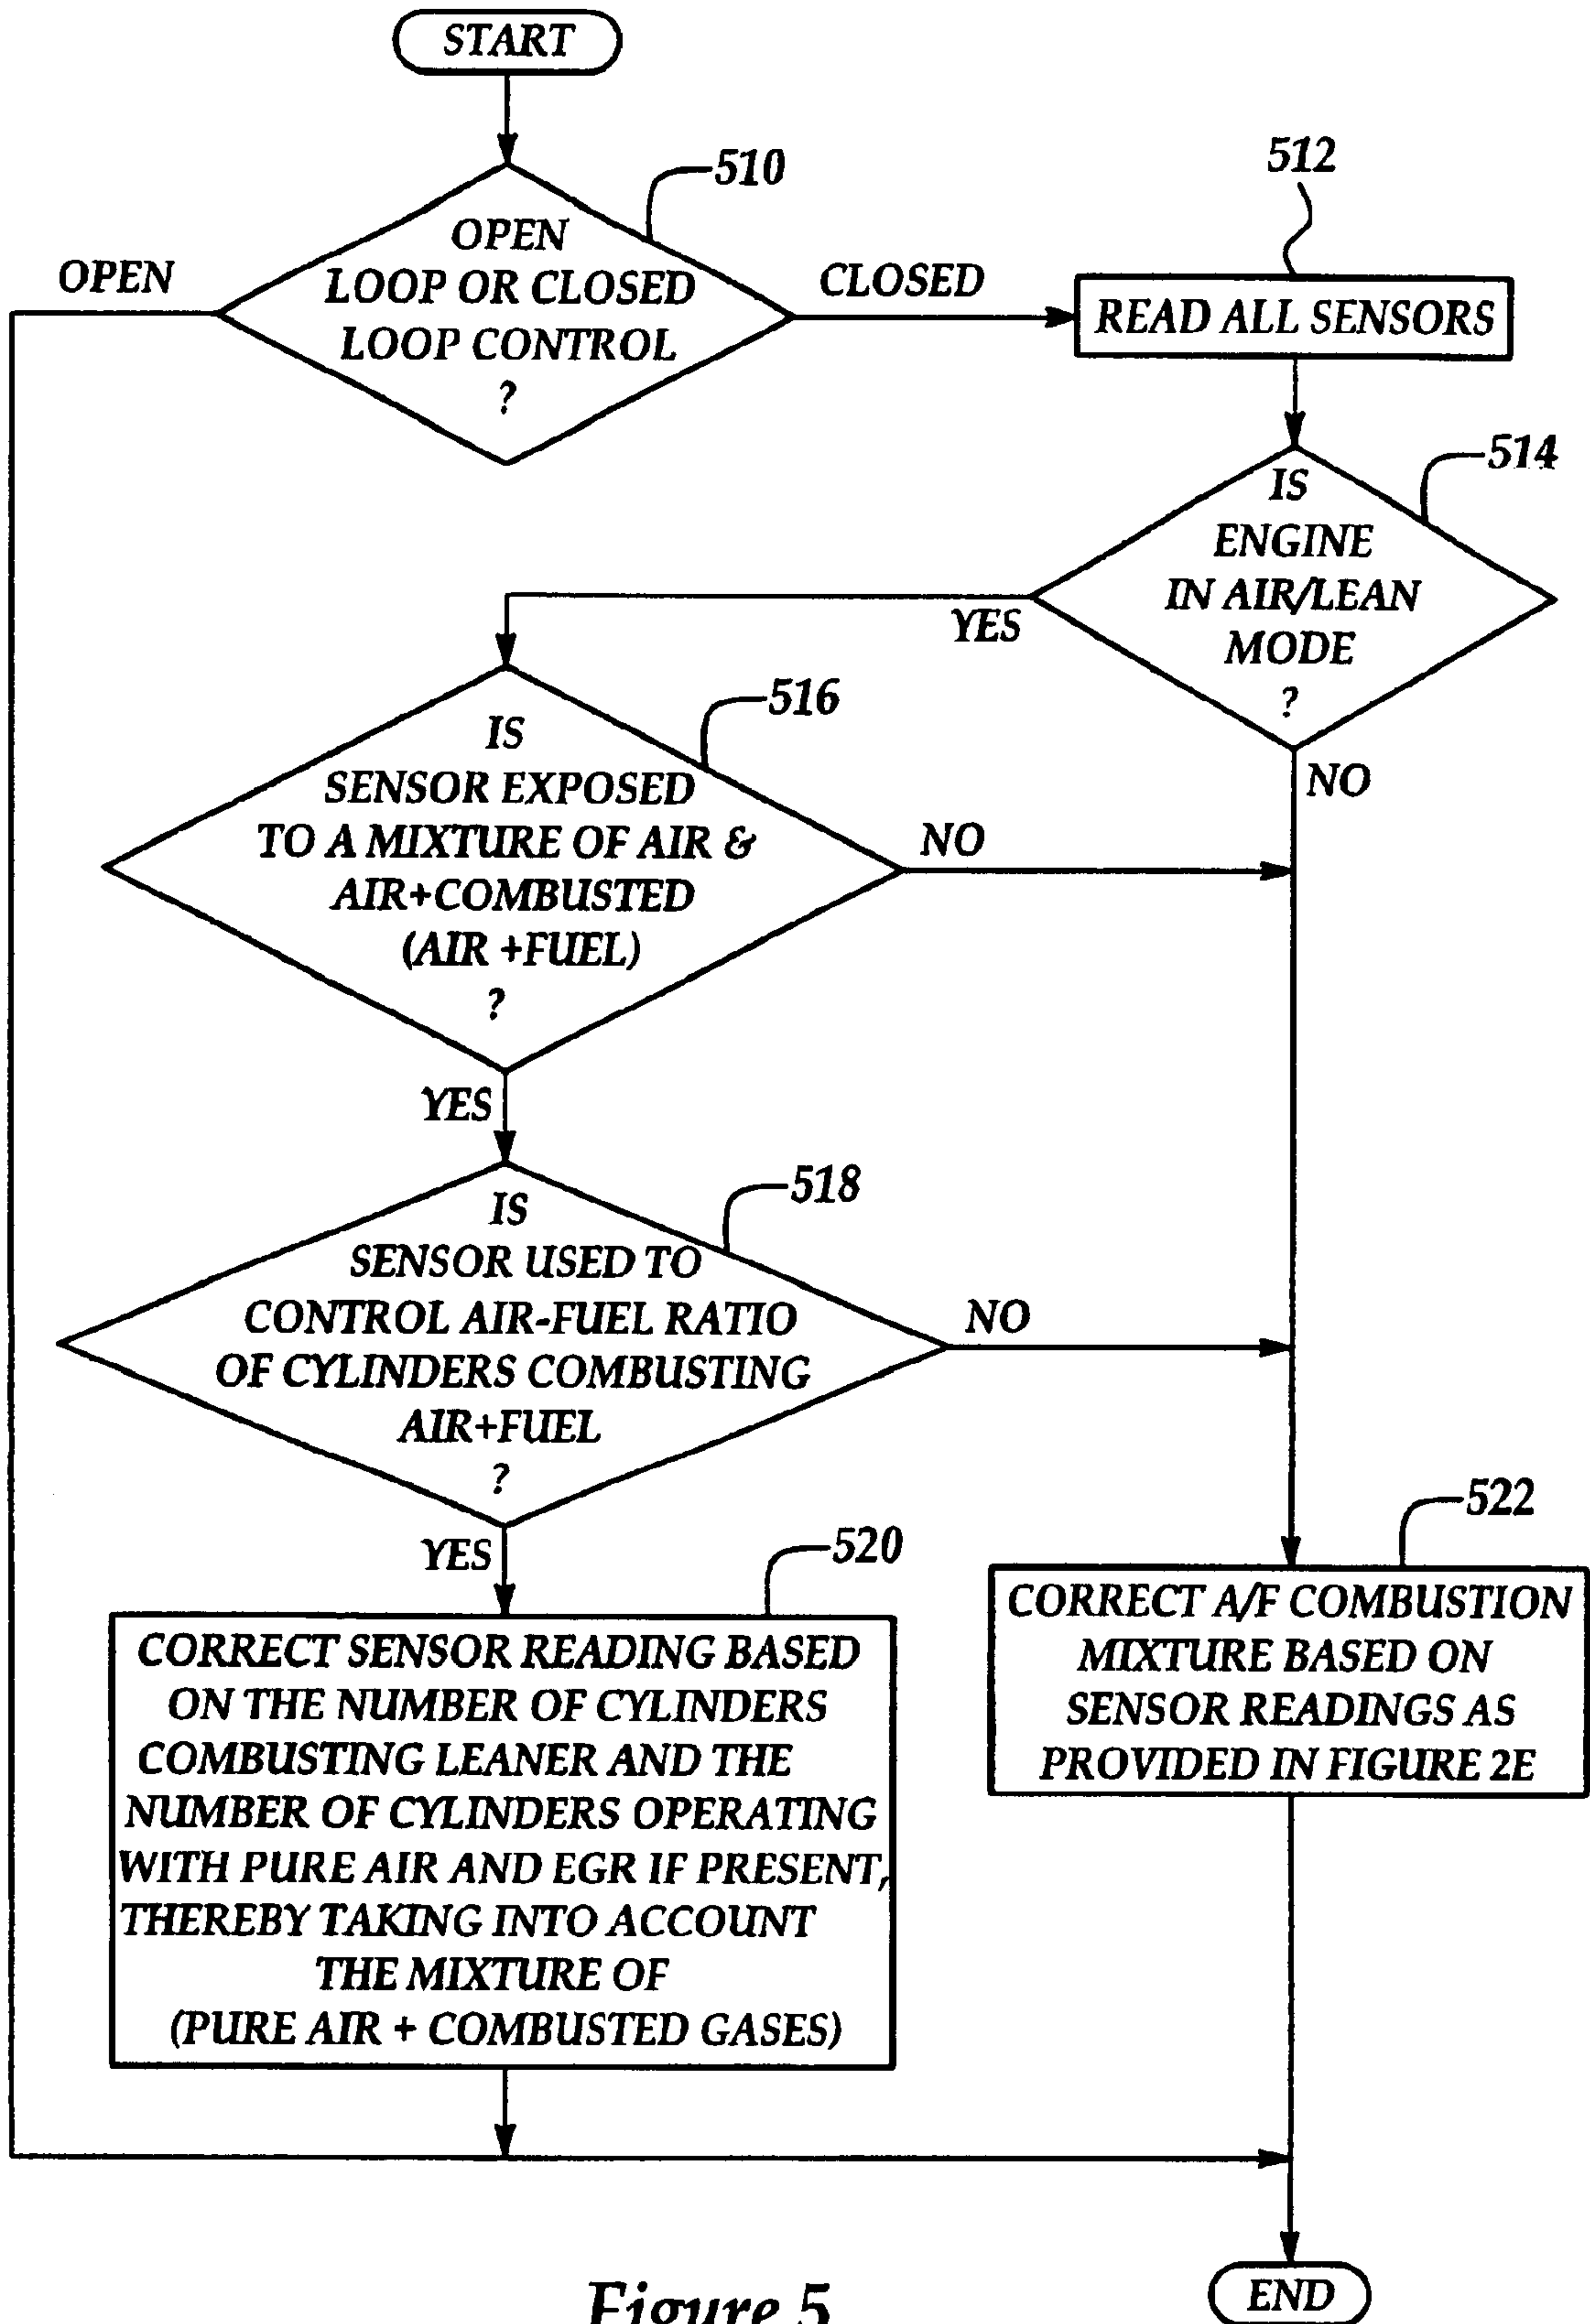 START
510
OPEN
LOOP OR CLOSED
LOOP CONTROL
?
OPEN
CLOSED
512
READ ALL SENSORS
514
IS
ENGINE
IN AIR/LEAN
MODE
?
YES
NO
516
IS
SENSOR EXPOSED
TO A MIXTURE OF AIR &
AIR+COMBUSTED
(AIR +FUEL)
?
NO
YES
518
IS
SENSOR USED TO
CONTROL AIR-FUEL RATIO
OF CYLINDERS COMBUSTING
AIR+FUEL
?
NO
YES
520
CORRECT SENSOR READING BASED
ON THE NUMBER OF CYLINDERS
COMBUSTING LEANER AND THE
NUMBER OF CYLINDERS OPERATING
WITH PURE AIR AND EGR IF PRESENT,
THEREBY TAKING INTO ACCOUNT
THE MIXTURE OF
(PURE AIR + COMBUSTED GASES)
522
CORRECT A/F COMBUSTION
MIXTURE BASED ON
SENSOR READINGS AS
PROVIDED IN FIGURE 2E
END
Figure 5